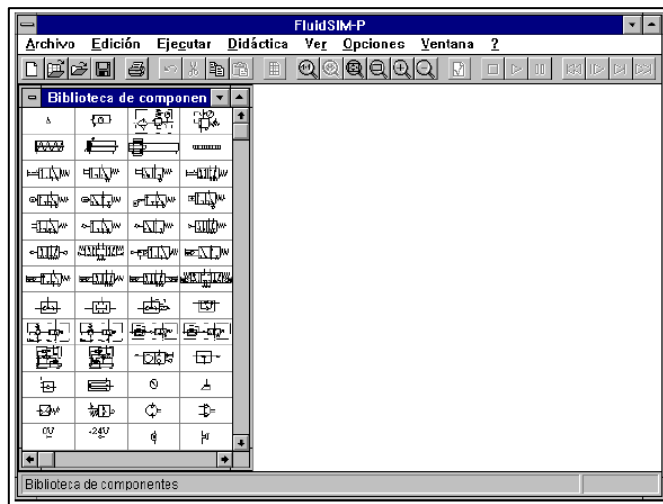 FluidSIM-P
Archivo Edición Ejecutar Didáctica Ver Opciones Ventana ?
Biblioteca de componen
0V -24V
Biblioteca de componentes